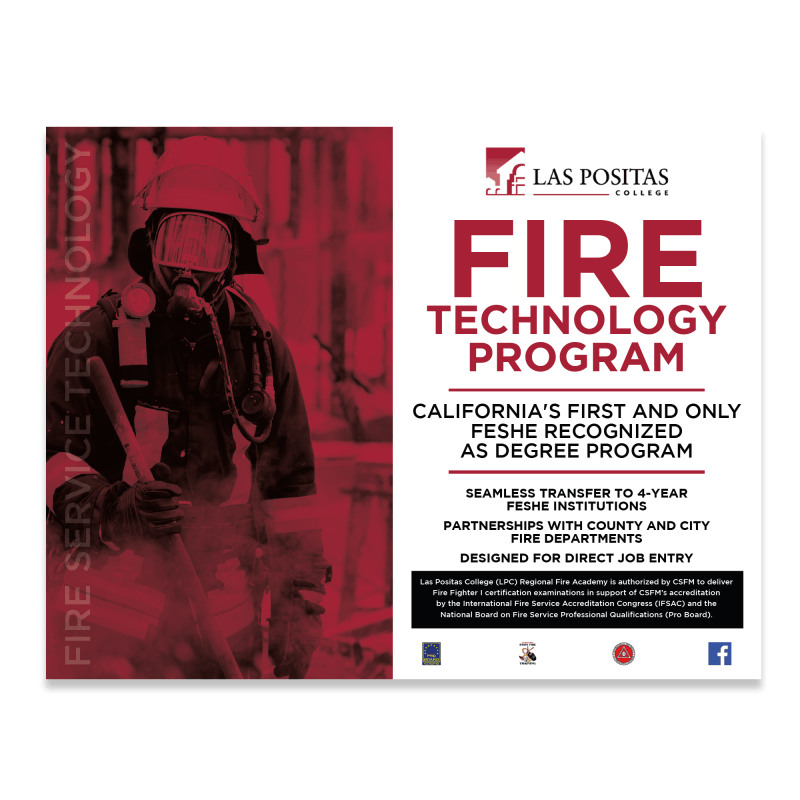 FIRE SERVICE TECHNOLOGY
LAS POSITAS
COLLEGE
FIRE
TECHNOLOGY
PROGRAM
CALIFORNIA'S FIRST AND ONLY
FESHE RECOGNIZED
AS DEGREE PROGRAM
SEAMLESS TRANSFER TO 4-YEAR
FESHE INSTITUTIONS
PARTNERSHIPS WITH COUNTY AND CITY
FIRE DEPARTMENTS
DESIGNED FOR DIRECT JOB ENTRY
Las Positas College (LPC) Regional Fire Academy is authorized by CSFM to deliver
Fire Fighter I certification examinations in support of CSFM's accreditation
by the International Fire Service Accreditation Congress (IFSAC) and the
National Board on Fire Service Professional Qualifications (Pro Board).
f